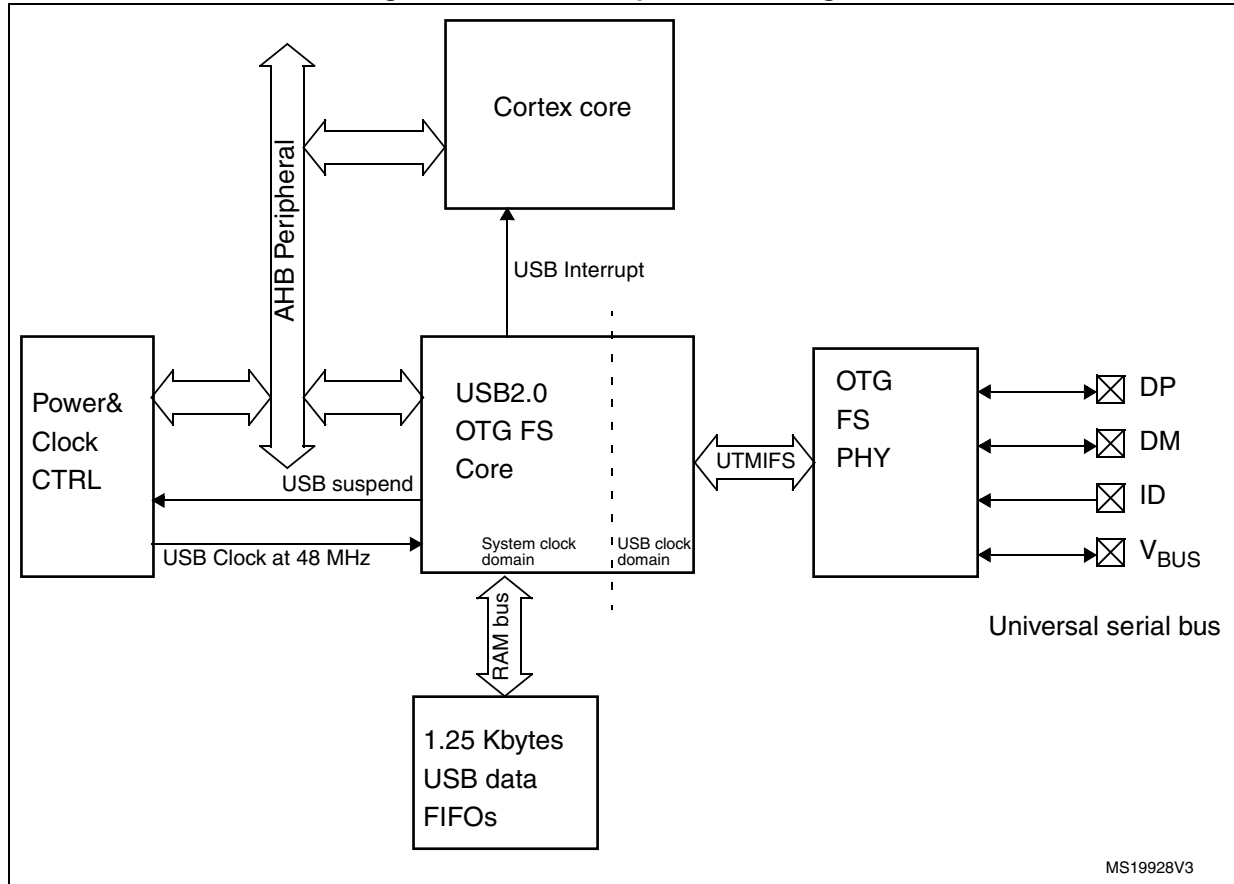 Cortex core
AHB Peripheral
USB Interrupt
Power&
Clock
CTRL
USB2.0
OTG FS
Core
OTG
FS
PHY
UTMIFS
DP
DM
ID
VBUS
USB suspend
USB Clock at 48 MHz
System clock
domain
USB clock
domain
Universal serial bus
RAM bus
1.25 Kbytes
USB data
FIFOs
MS19928V3